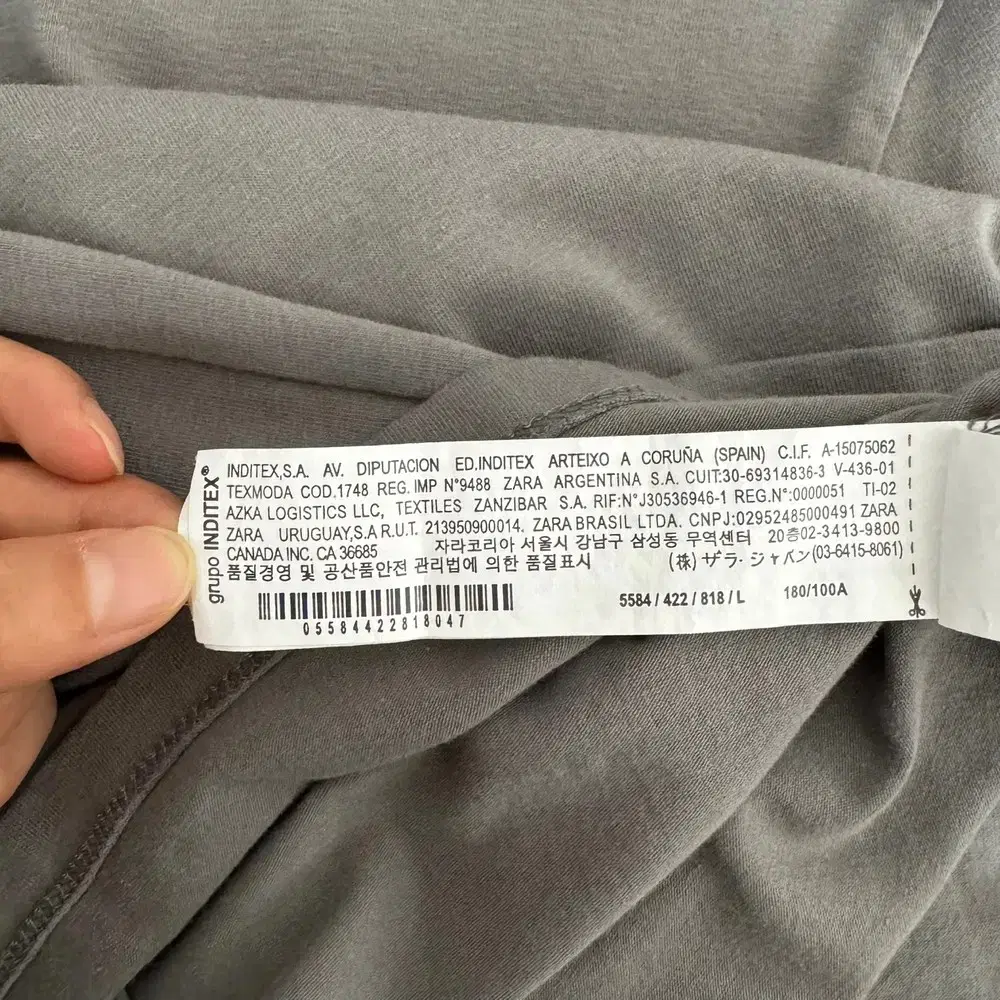 grupo INDITEX®
INDITEX,S.A. AV. DIPUTACION ED.INDITEX ARTEIXO A CORUÑA (SPAIN) C.I.F. A-15075062
TEXMODA COD.1748 REG. IMP N°9488 ZARA ARGENTINA S.A. CUIT:30-69314836-3 V-436-01
AZKA LOGISTICS LLC, TEXTILES ZANZIBAR S.A. RIF:N°J30536946-1 REG.N°:0000051 TI-02
ZARA URUGUAY,S.A R.U.T. 213950900014. ZARA BRASIL LTDA. CNPJ:02952485000491 ZARA
CANADA INC. CA 36685 자라코리아 서울시 강남구 삼성동 무역센터 20층02-3413-9800
품질경영 및 공산품안전 관리법에 의한 품질표시 (株) ザラ・ジャパン(03-6415-8061)
05584422818047
5584 / 422 / 818 / L 180/100A